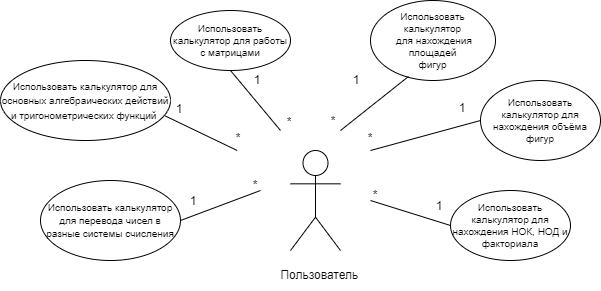 Использовать
калькулятор для работы
с матрицами
1
*
Использовать
калькулятор
для нахождения
площадей
фигур
1
*
Использовать калькулятор для
основных алгебраических действий
и тригонометрических функций
1
*
Использовать
калькулятор для
нахождения объёма
фигур
1
*
Использовать калькулятор
для перевода чисел в
разные системы счисления
1
*
Использовать
калькулятор для
нахождения НОК, НОД и
факториала
1
*
Пользователь